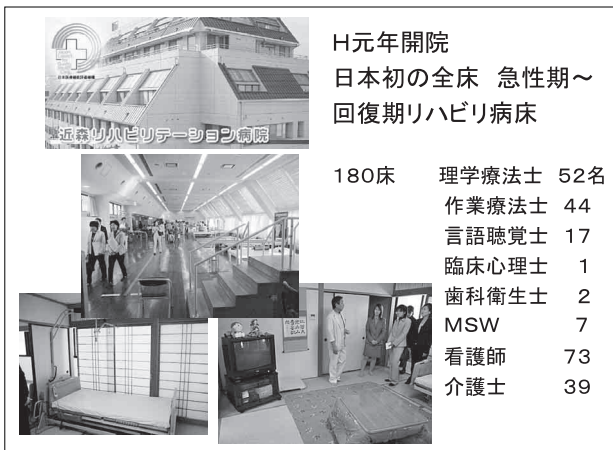 近森リハビリテーション病院
H元年開院
日本初の全床 急性期～
回復期リハビリ病床
180床 理学療法士 52名
作業療法士 44
言語聴覚士 17
臨床心理士 1
歯科衛生士 2
MSW 7
看護師 73
介護士 39